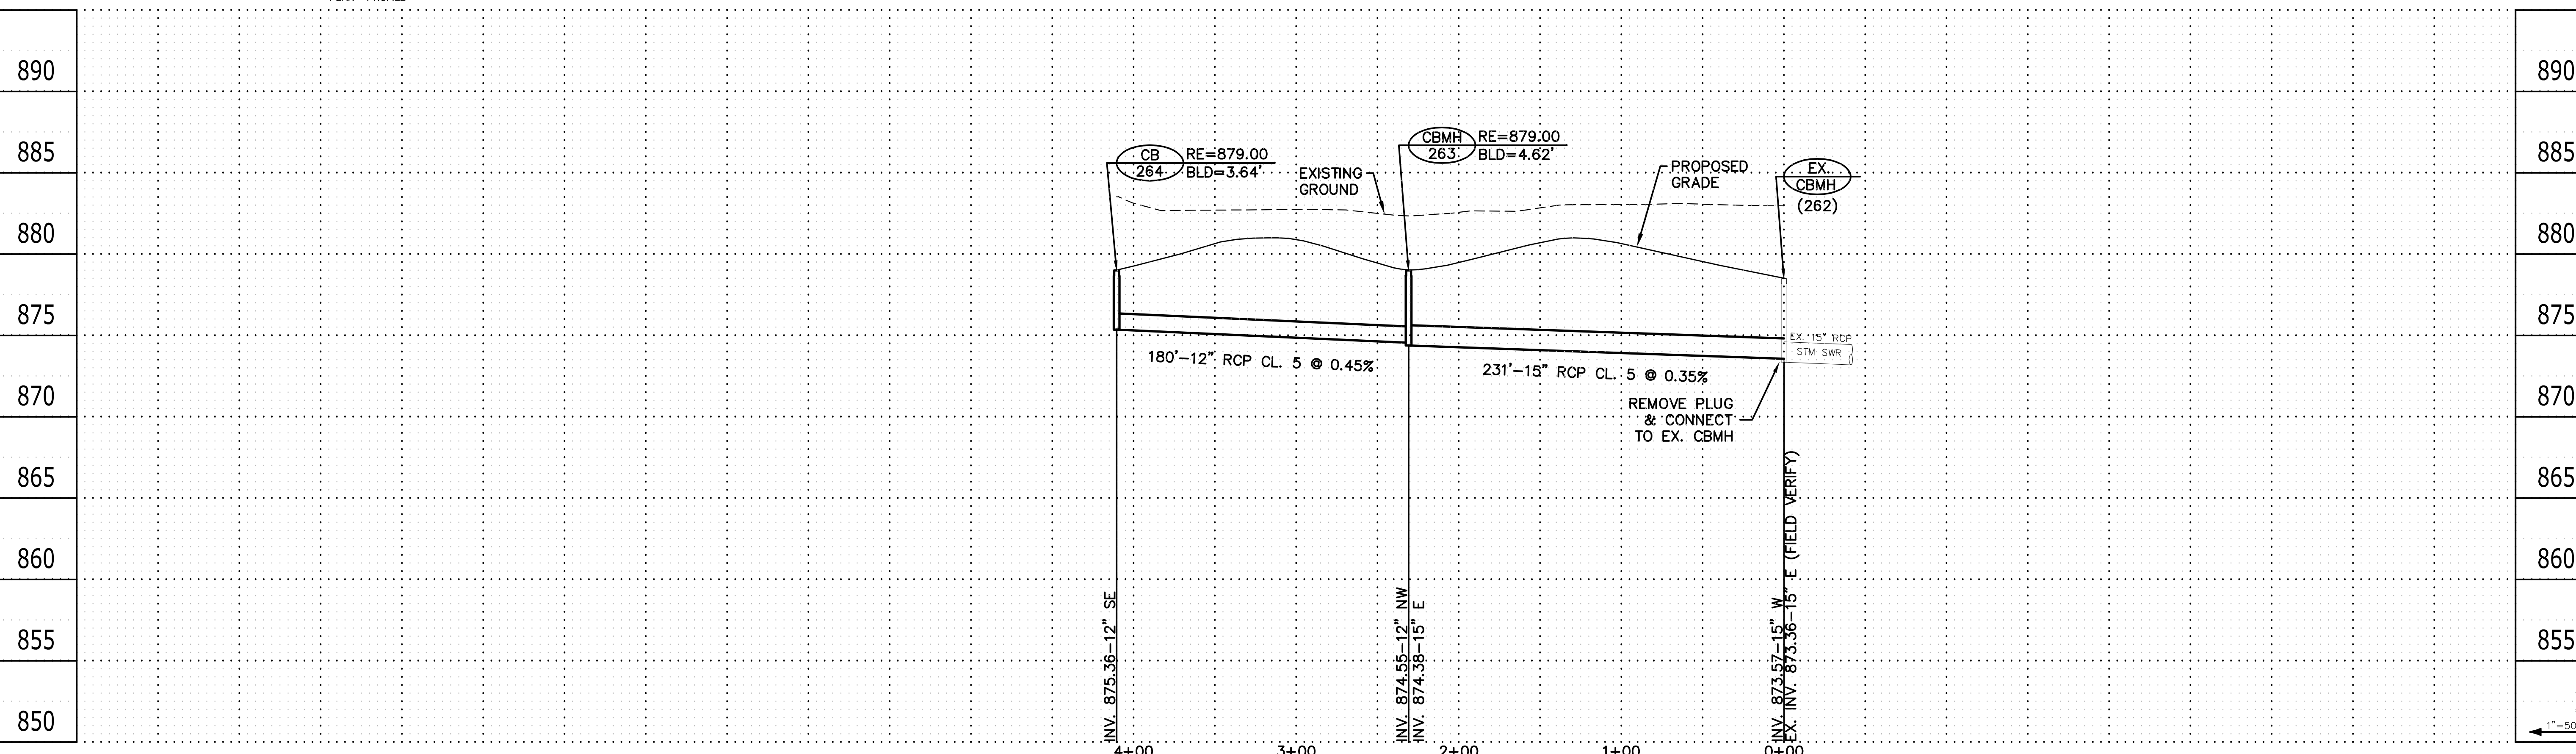 890
885
880
875
870
865
860
855
850
CB
264
RE=879.00
BLD=3.64'
EXISTING
GROUND
CBMH
263
RE=879.00
BLD=4.62'
PROPOSED
GRADE
EX.
CBMH
(262)
180'-12" RCP CL. 5 @ 0.45%
231'-15" RCP CL. 5 @ 0.35%
EX. 15" RCP
STM SWR
REMOVE PLUG
& CONNECT
TO EX. CBMH
INV. 875.36-12" SE
INV. 874.55-12" NW
INV. 874.38-15" E
INV. 873.57-15" W
EX. INV. 873.36-15" E (FIELD VERIFY)
4+00
3+00
2+00
1+00
0+00
890
885
880
875
870
865
860
855
1"=50